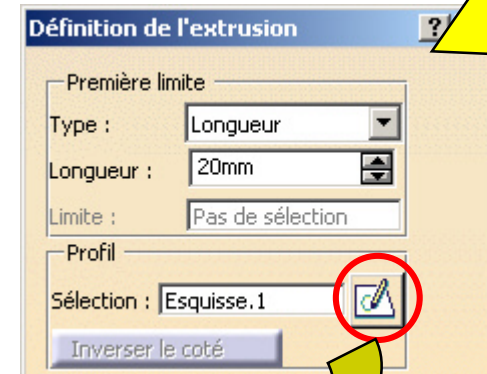 Définition de l'extrusion ?
Première limite
Type : Longueur
Longueur : 20mm
Limite : Pas de sélection
Profil
Sélection : Esquisse.1
Inverser le coté